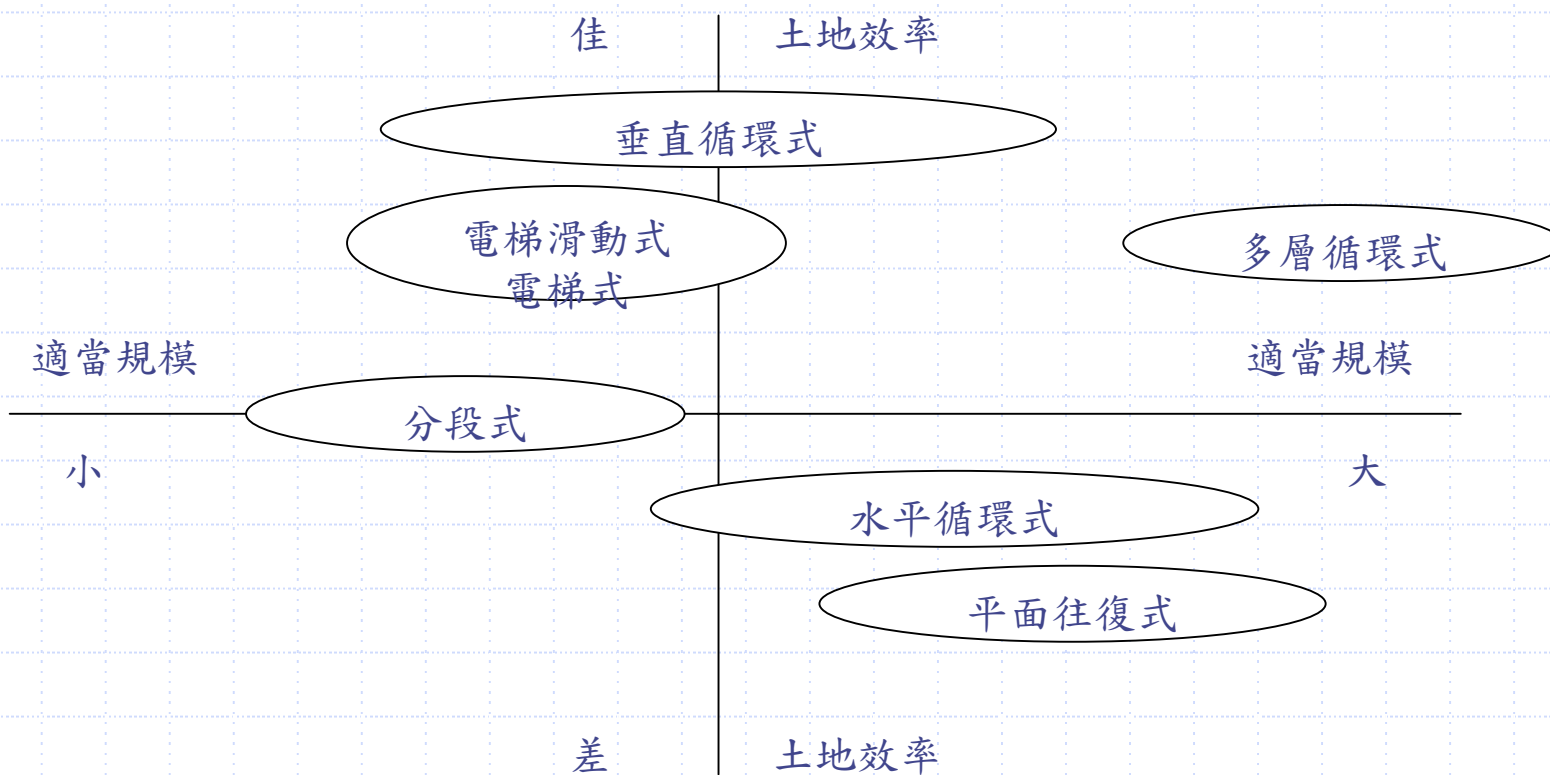 佳 土地效率
垂直循環式
電梯滑動式
電梯式
多層循環式
適當規模 適當規模
分段式
小 大
水平循環式
平面往復式
差 土地效率